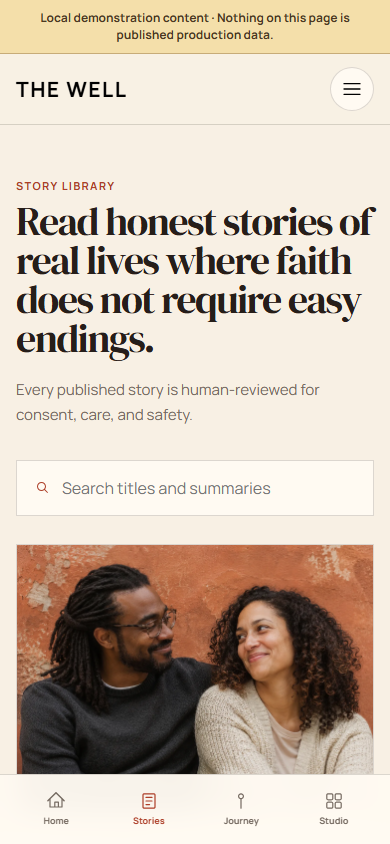 Local demonstration content · Nothing on this page is
published production data.
THE WELL
STORY LIBRARY
Read honest stories of
real lives where faith
does not require easy
endings.
Every published story is human-reviewed for
consent, care, and safety.
Search titles and summaries
Home
Stories
Journey
Studio